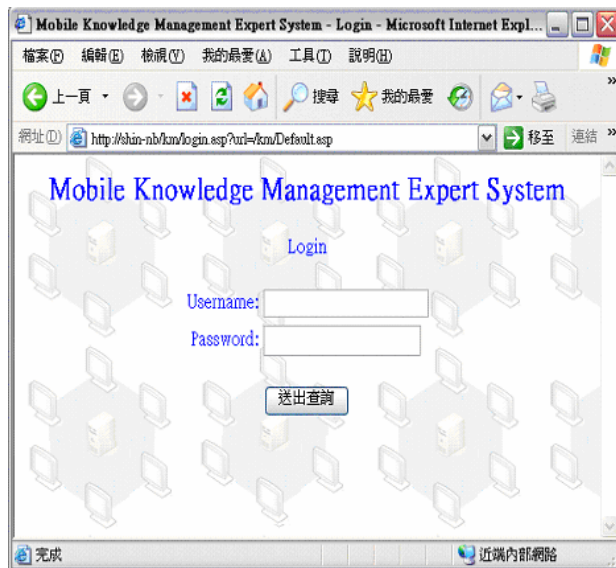 Mobile Knowledge Management Expert System - Login - Microsoft Internet Expl...
檔案(F) 編輯(E) 檢視(V) 我的最愛(A) 工具(T) 說明(H)
上一頁 搜尋 我的最愛 »
網址(D) http://shin-nb/km/login.asp?url=/km/Default.asp 移至 連結 »
Mobile Knowledge Management Expert System
Login
Username:
Password:
送出查詢
完成 近端內部網路